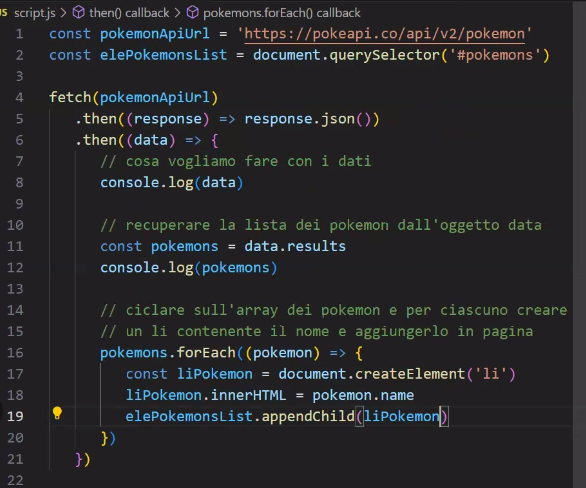 JS script.js > then() callback > pokemons.forEach() callback
1 const pokemonApiUrl = 'https://pokeapi.co/api/v2/pokemon'
2 const elePokemonsList = document.querySelector('#pokemons')
3
4 fetch(pokemonApiUrl)
5 .then((response) => response.json())
6 .then((data) => {
7 // cosa vogliamo fare con i dati
8 console.log(data)
9
10 // recuperare la lista dei pokemon dall'oggetto data
11 const pokemons = data.results
12 console.log(pokemons)
13
14 // ciclare sull'array dei pokemon e per ciascuno creare
15 // un li contenente il nome e aggiungerlo in pagina
16 pokemons.forEach((pokemon) => {
17 const liPokemon = document.createElement('li')
18 liPokemon.innerHTML = pokemon.name
19 elePokemonsList.appendChild(liPokemon)
20 })
21 })
22